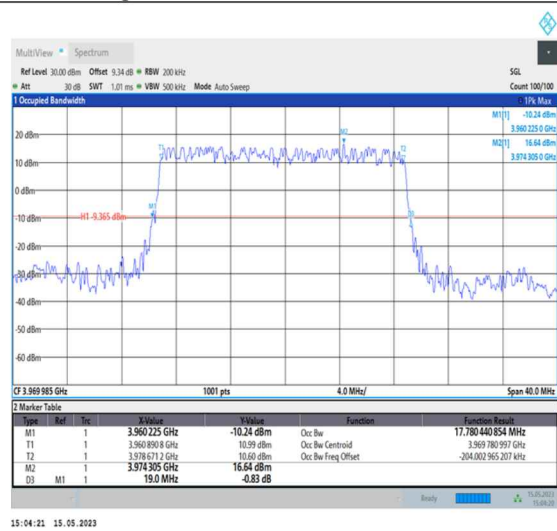 MultiView Spectrum
Ref Level 30.00 dBm Offset 9.34 dB RBW 200 kHz SGL
Att 30 dB SWT 1.01 ms VBW 500 kHz Mode Auto Sweep Count 100/100
1 Occupied Bandwidth 1Pk Max
M1[1] -10.24 dBm
3.960 225 0 GHz
20 dBm M2 M2[1] 16.64 dBm
T1 T2 3.974 305 0 GHz
10 dBm
0 dBm
M1
-10 dBm H1 -9.365 dBm D3
-20 dBm
-30 dBm
-40 dBm
-50 dBm
-60 dBm
CF 3.969 985 GHz 1001 pts 4.0 MHz/ Span 40.0 MHz
2 Marker Table
Type Ref Trc X-Value Y-Value Function Function Result
M1 1 3.960 225 GHz -10.24 dBm Occ Bw 17.780 440 854 MHz
T1 1 3.960 890 8 GHz 10.99 dBm Occ Bw Centroid 3.969 780 997 GHz
T2 1 3.978 671 2 GHz 10.60 dBm Occ Bw Freq Offset -204.002 965 207 kHz
M2 1 3.974 305 GHz 16.64 dBm
D3 M1 1 19.0 MHz -0.83 dB
Ready 15.05.2023
15:04:20
15:04:21 15.05.2023